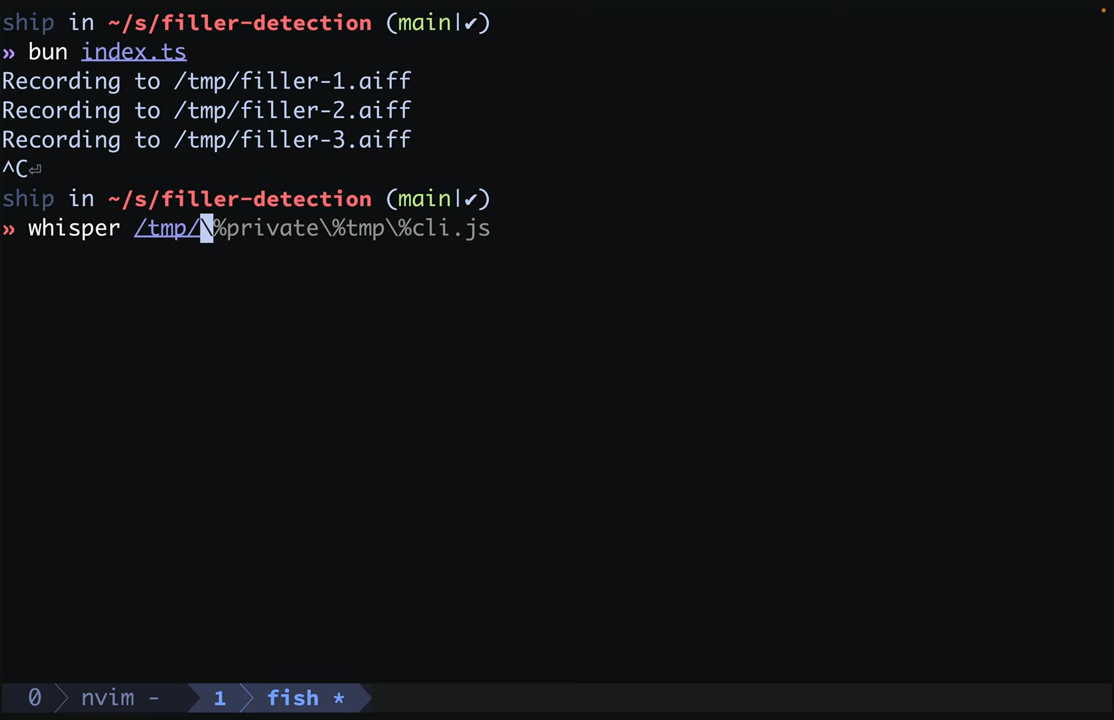 ship in ~/s/filler-detection (main|✔)
» bun index.ts
Recording to /tmp/filler-1.aiff
Recording to /tmp/filler-2.aiff
Recording to /tmp/filler-3.aiff
^C⏎
ship in ~/s/filler-detection (main|✔)
» whisper /tmp/\%private\%tmp\%cli.js
0 nvim - 1 fish *